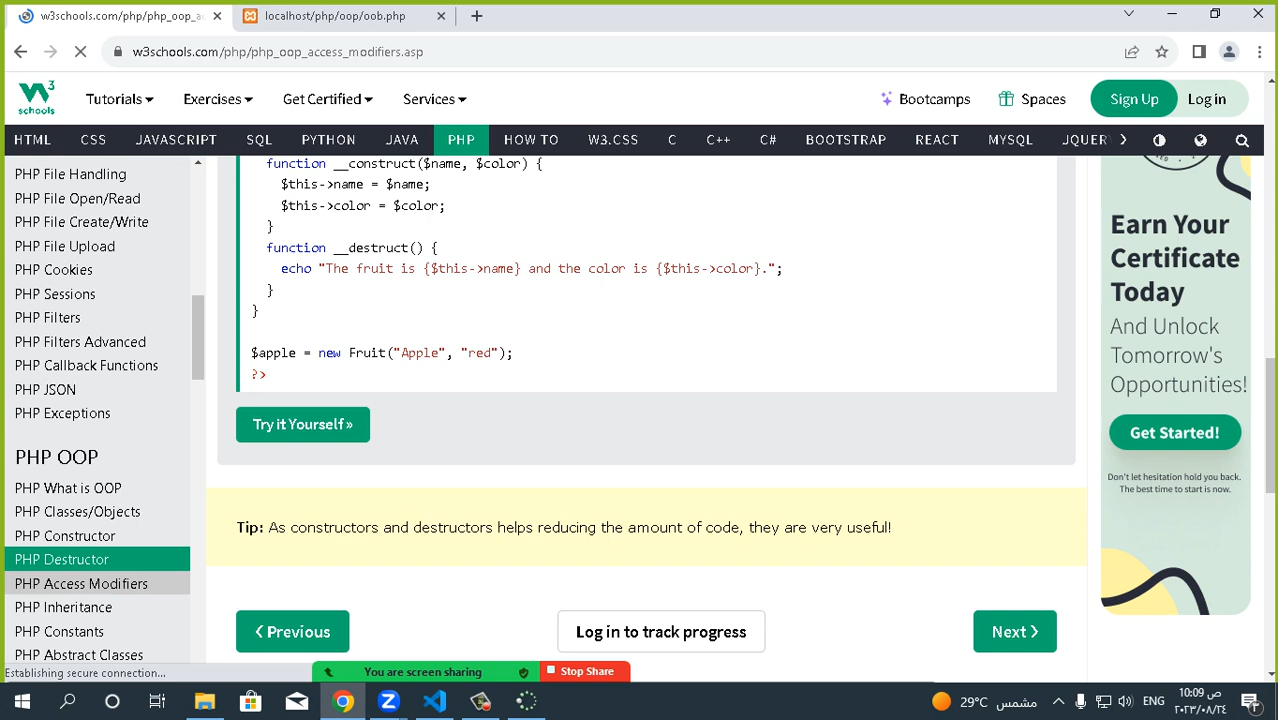 w3schools.com/php/php_oop_ac
localhost/php/oop/oob.php
w3schools.com/php/php_oop_access_modifiers.asp
W3
schools
Tutorials
Exercises
Get Certified
Services
Bootcamps
Spaces
Sign Up
Log in
HTML CSS JAVASCRIPT SQL PYTHON JAVA PHP HOW TO W3.CSS C C++ C# BOOTSTRAP REACT MYSQL JQUER
PHP File Handling
PHP File Open/Read
PHP File Create/Write
PHP File Upload
PHP Cookies
PHP Sessions
PHP Filters
PHP Filters Advanced
PHP Callback Functions
PHP JSON
PHP Exceptions
PHP OOP
PHP What is OOP
PHP Classes/Objects
PHP Constructor
PHP Destructor
PHP Access Modifiers
PHP Inheritance
PHP Constants
PHP Abstract Classes
function __construct($name, $color) {
$this->name = $name;
$this->color = $color;
}
function __destruct() {
echo "The fruit is {$this->name} and the color is {$this->color}.";
}
}
$apple = new Fruit("Apple", "red");
?>
Try it Yourself »
Tip: As constructors and destructors helps reducing the amount of code, they are very useful!
❮ Previous
Log in to track progress
Next ❯
Earn Your
Certificate
Today
And Unlock
Tomorrow's
Opportunities!
Get Started!
Don't let hesitation hold you back.
The best time to start is now.
Establishing secure connection...
You are screen sharing
Stop Share
29°C مشمس
ENG
10:09 ص
٢٠٢٣/٠٨/٢٤